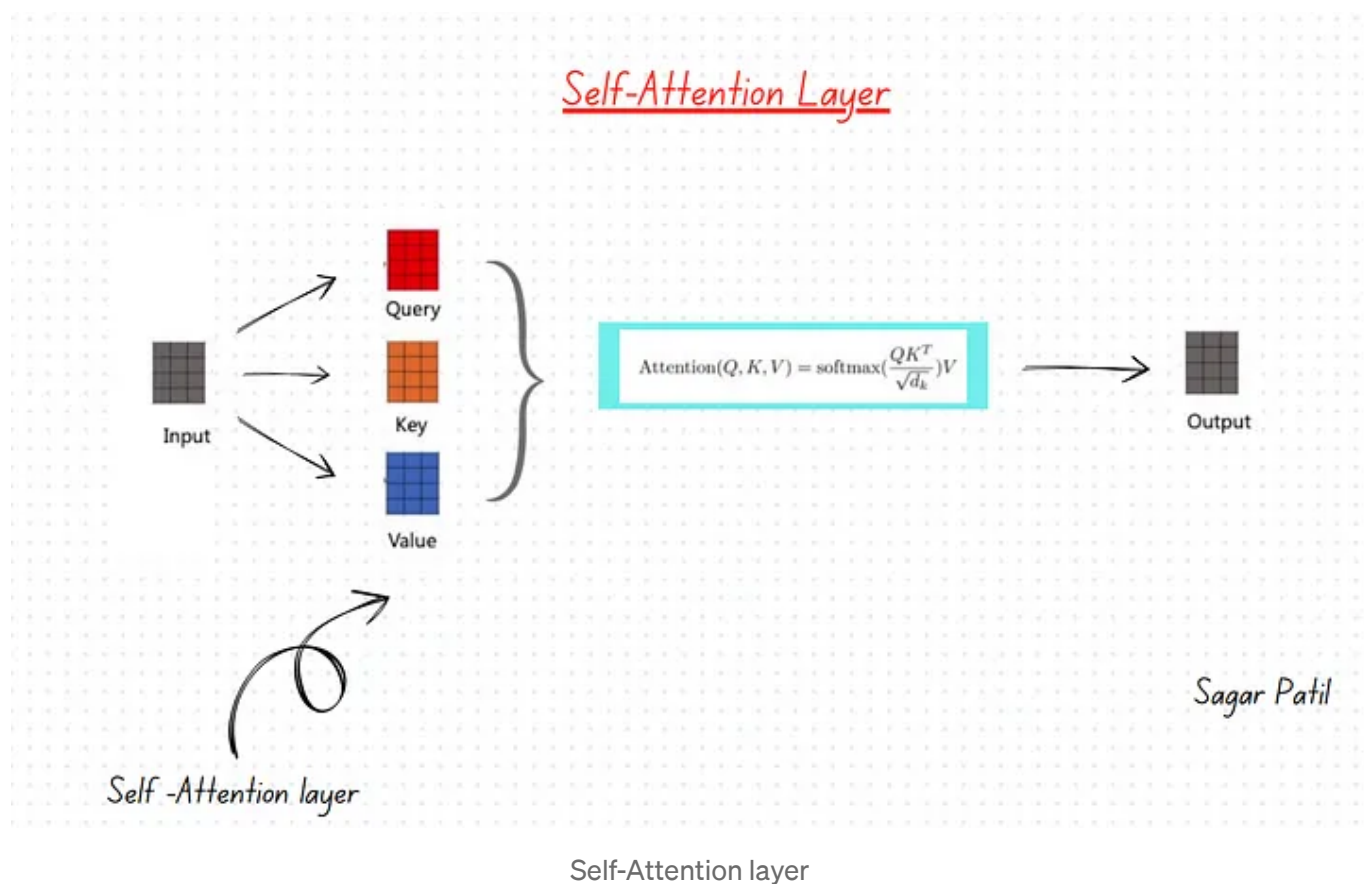 Self-Attention Layer
Query
Input
Key
Value
Attention(Q, K, V) = softmax(QK^T/√d_k)V
Output
Sagar Patil
Self -Attention layer
Self-Attention layer